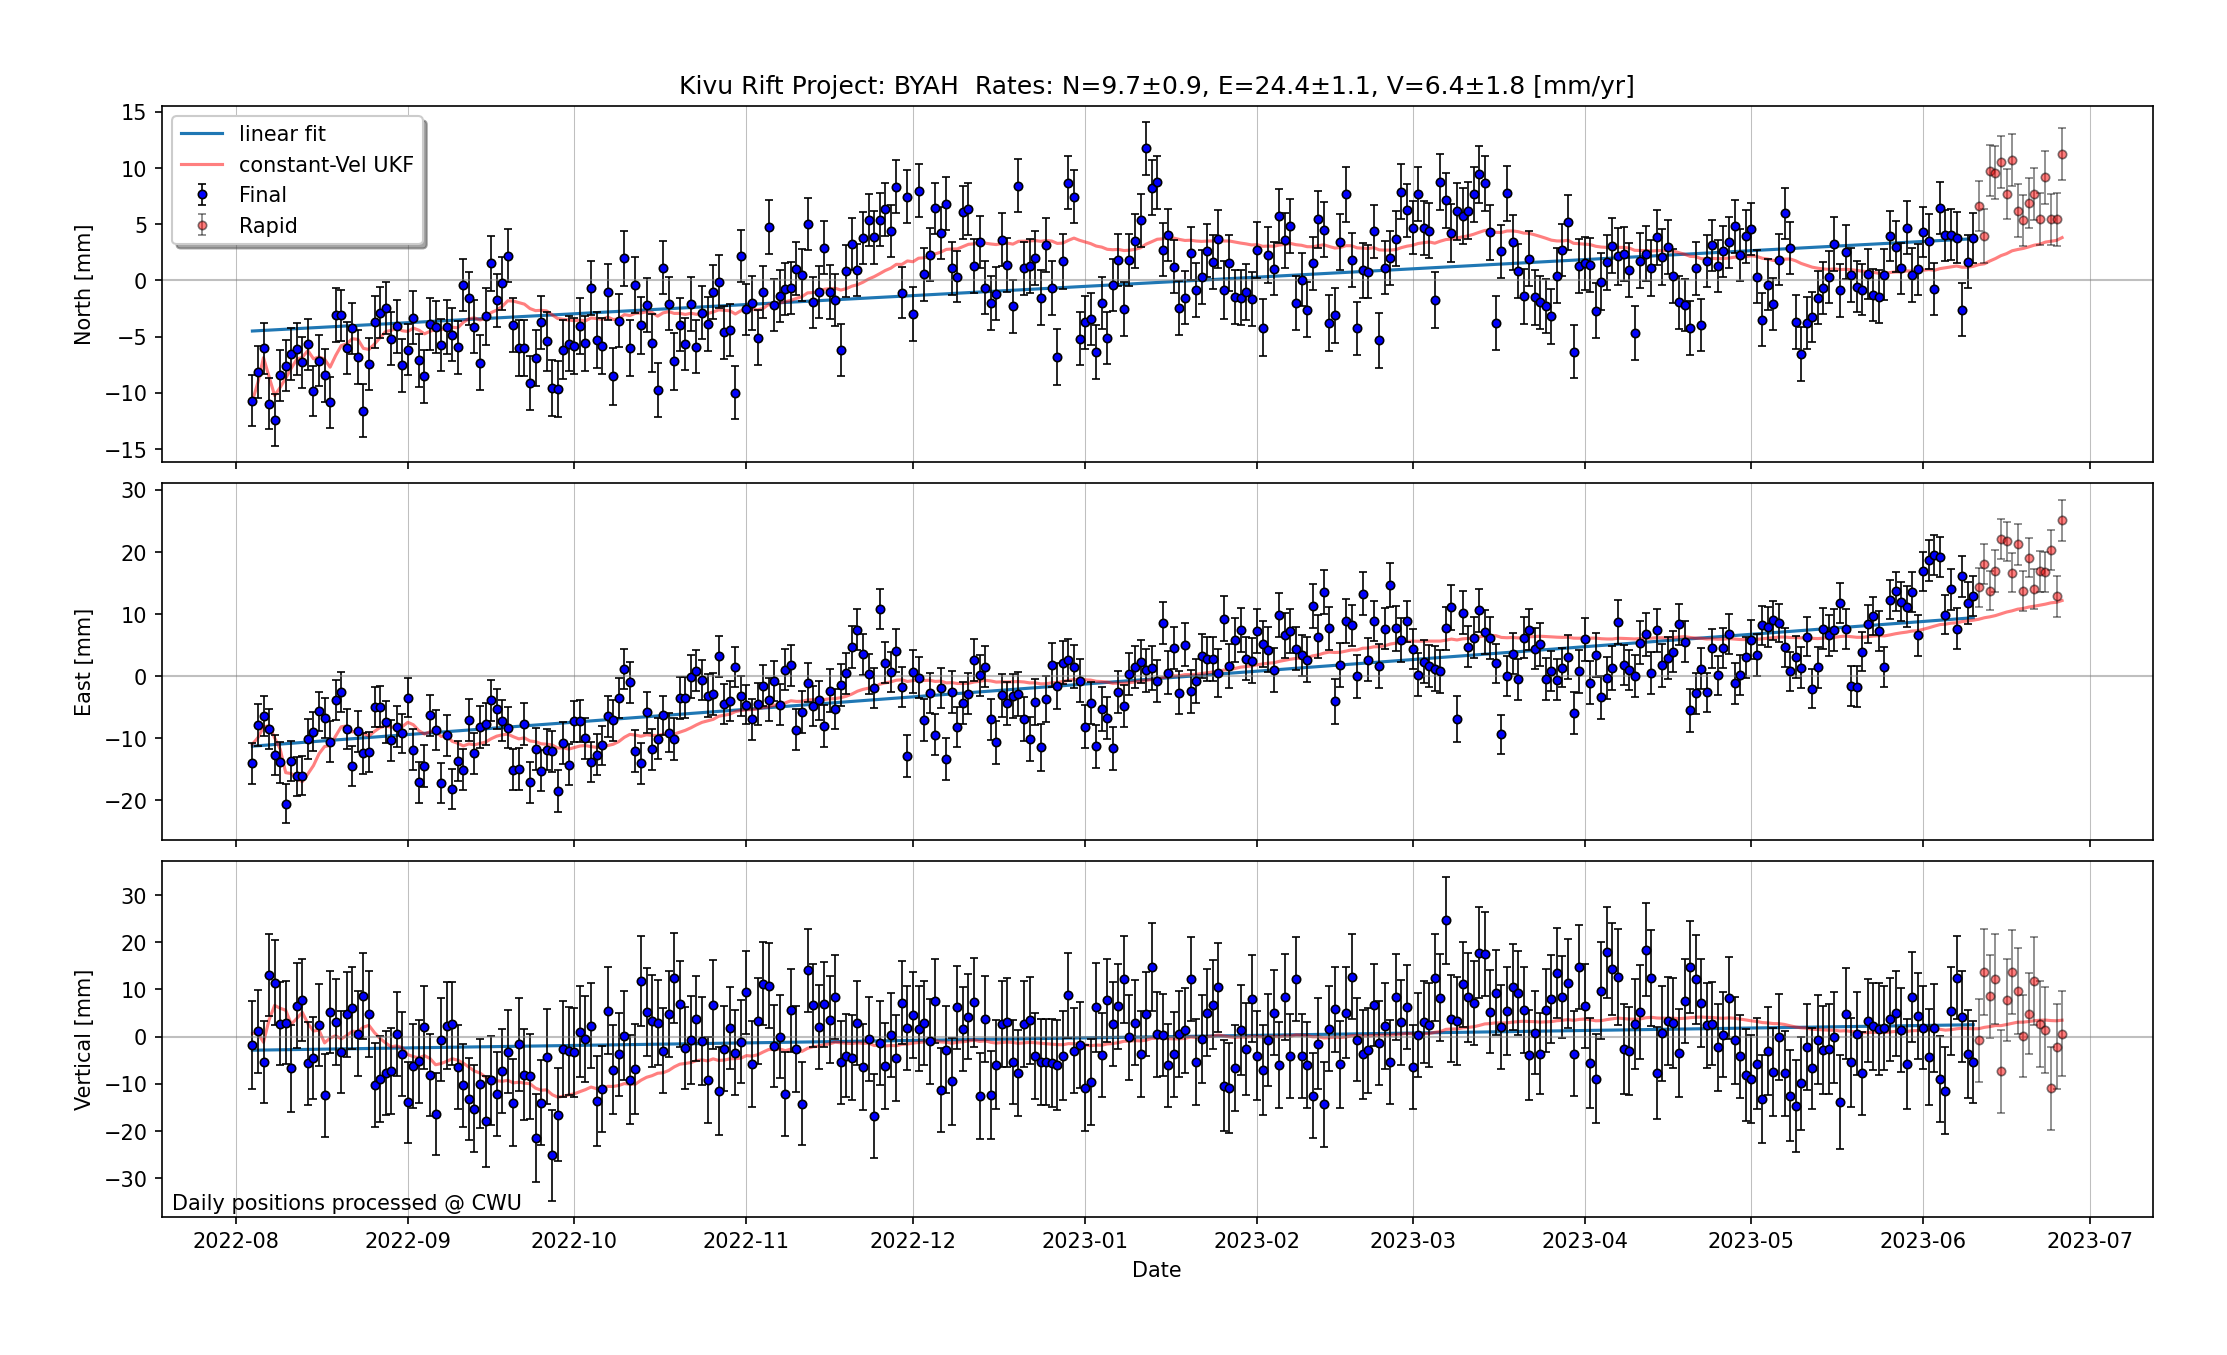 Kivu Rift Project: BYAH  Rates: N=9.7±0.9, E=24.4±1.1, V=6.4±1.8 [mm/yr]
linear fit
constant-Vel UKF
Final
Rapid
North [mm]
15
10
5
0
−5
−10
−15
East [mm]
30
20
10
0
−10
−20
Vertical [mm]
30
20
10
0
−10
−20
−30
Daily positions processed @ CWU
2022-08 2022-09 2022-10 2022-11 2022-12 2023-01 2023-02 2023-03 2023-04 2023-05 2023-06 2023-07
Date